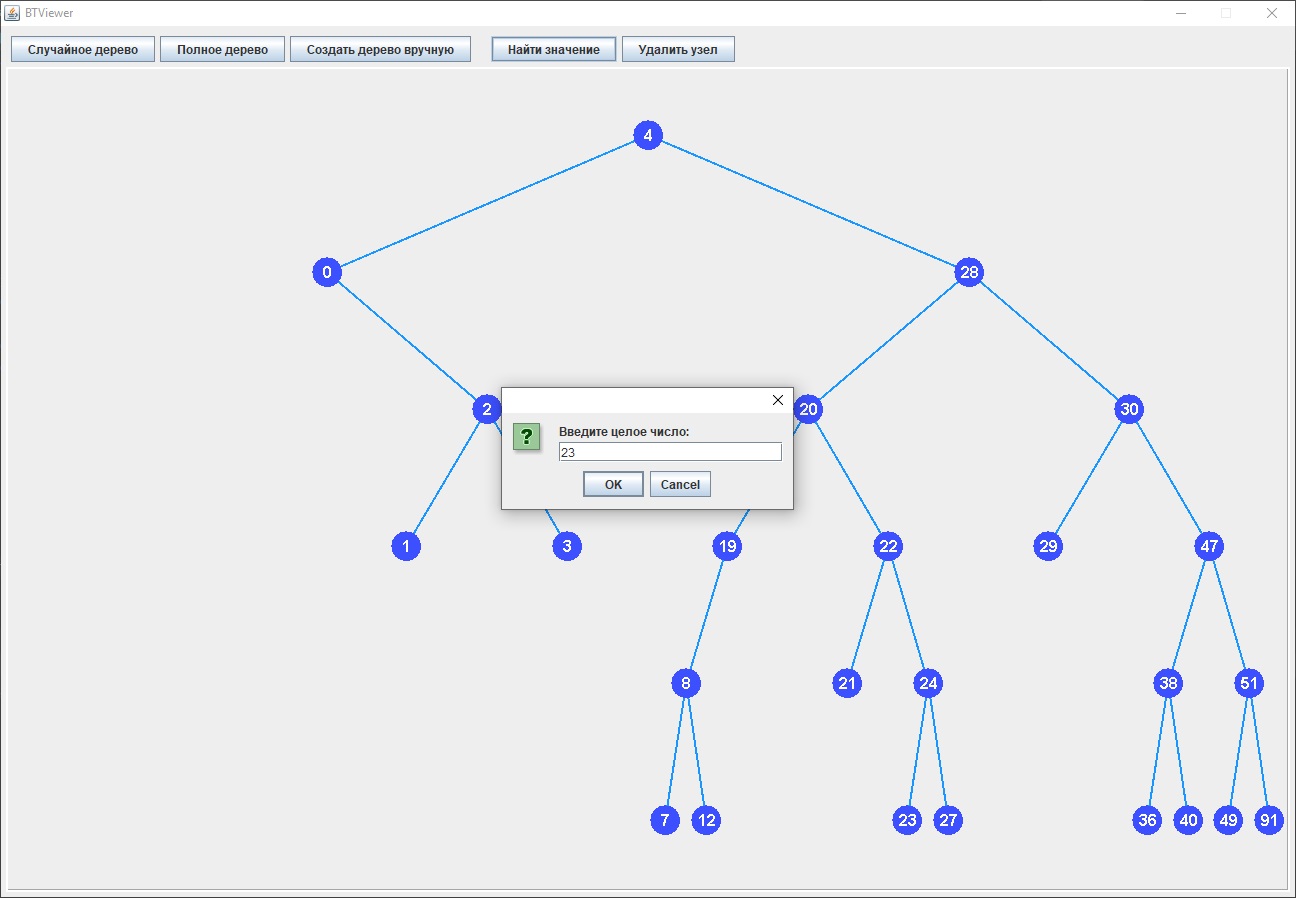 BTViewer
Случайное дерево Полное дерево Создать дерево вручную Найти значение Удалить узел
4
0 28
2 20 30
Введите целое число:
?
23
OK Cancel
1 3 19 22 29 47
8 21 24 38 51
7 12 23 27 36 40 49 91